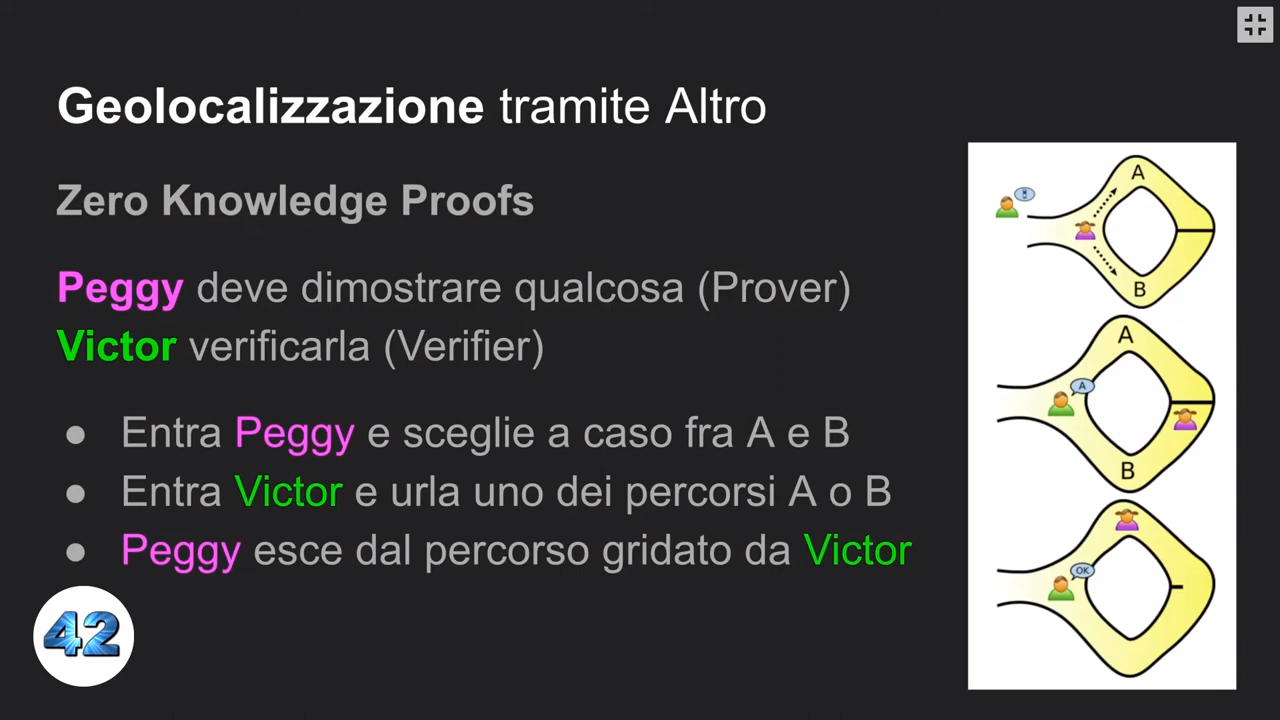 Geolocalizzazione tramite Altro
Zero Knowledge Proofs
Peggy deve dimostrare qualcosa (Prover)
Victor verificarla (Verifier)
● Entra Peggy e sceglie a caso fra A e B
● Entra Victor e urla uno dei percorsi A o B
● Peggy esce dal percorso gridato da Victor
42
A
B
A
A
B
OK